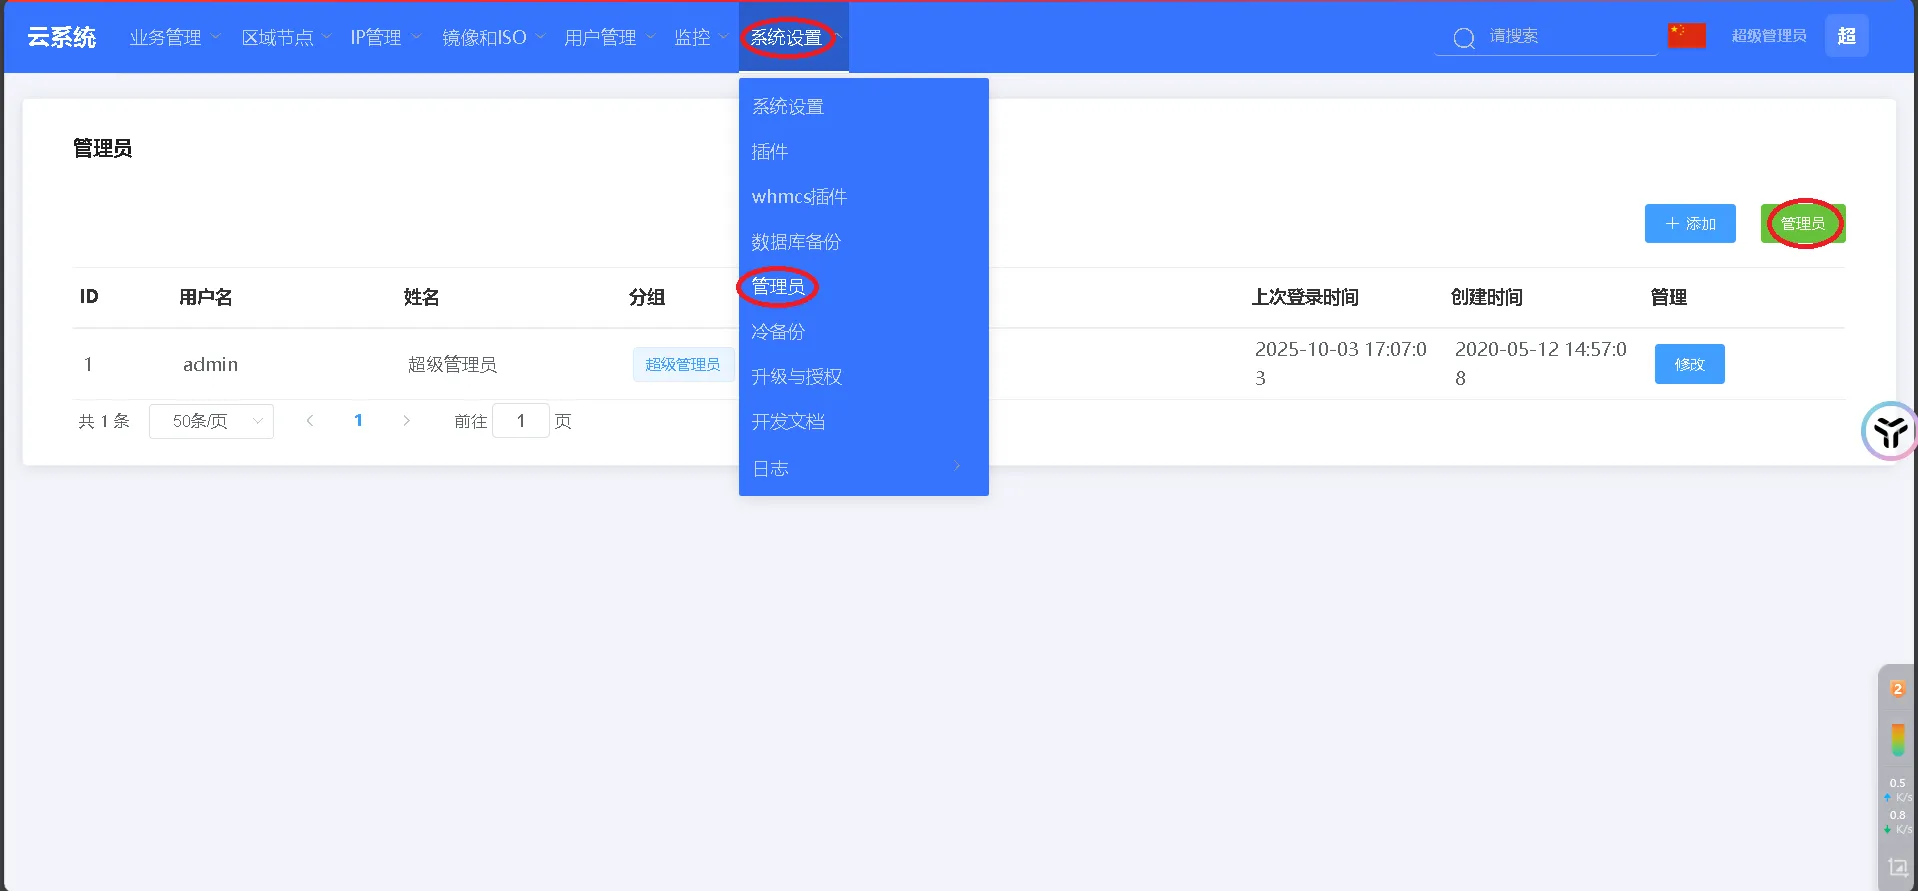 云系统 业务管理 区域节点 IP管理 镜像和ISO 用户管理 监控 系统设置 请搜索 超级管理员 超
系统设置
插件
whmcs插件
数据库备份
管理员
冷备份
升级与授权
开发文档
日志
管理员
添加 管理员
ID 用户名 姓名 分组 上次登录时间 创建时间 管理
1 admin 超级管理员 超级管理员 2025-10-03 17:07:03 2020-05-12 14:57:08 修改
共 1 条 50条/页 1 前往 1 页
2
0.5
K/s
0.8
K/s